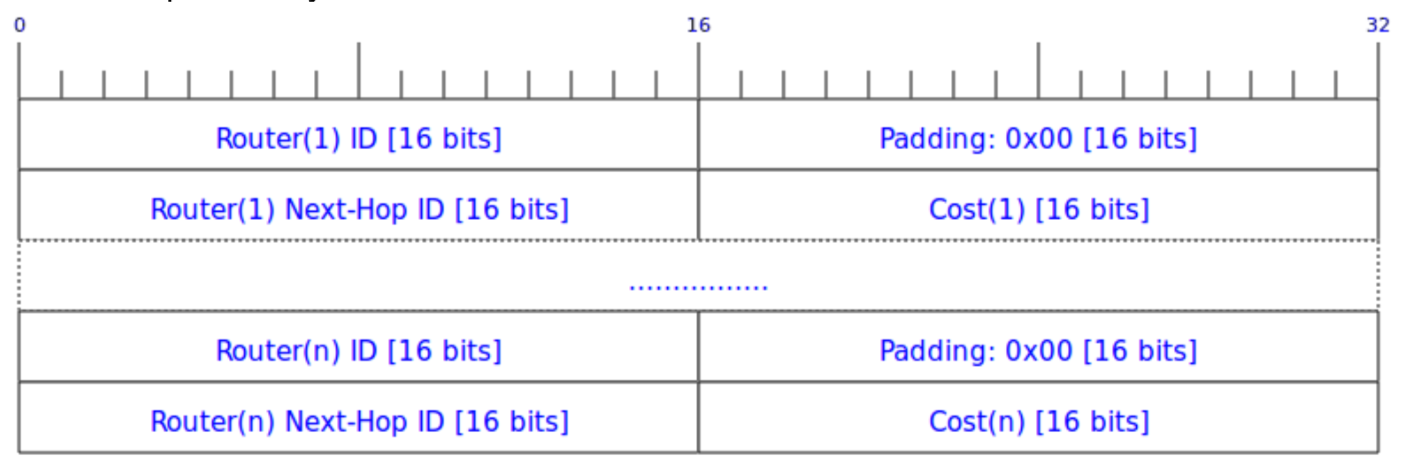 0 16 32
Router(1) ID [16 bits] Padding: 0x00 [16 bits]
Router(1) Next-Hop ID [16 bits] Cost(1) [16 bits]
................
Router(n) ID [16 bits] Padding: 0x00 [16 bits]
Router(n) Next-Hop ID [16 bits] Cost(n) [16 bits]